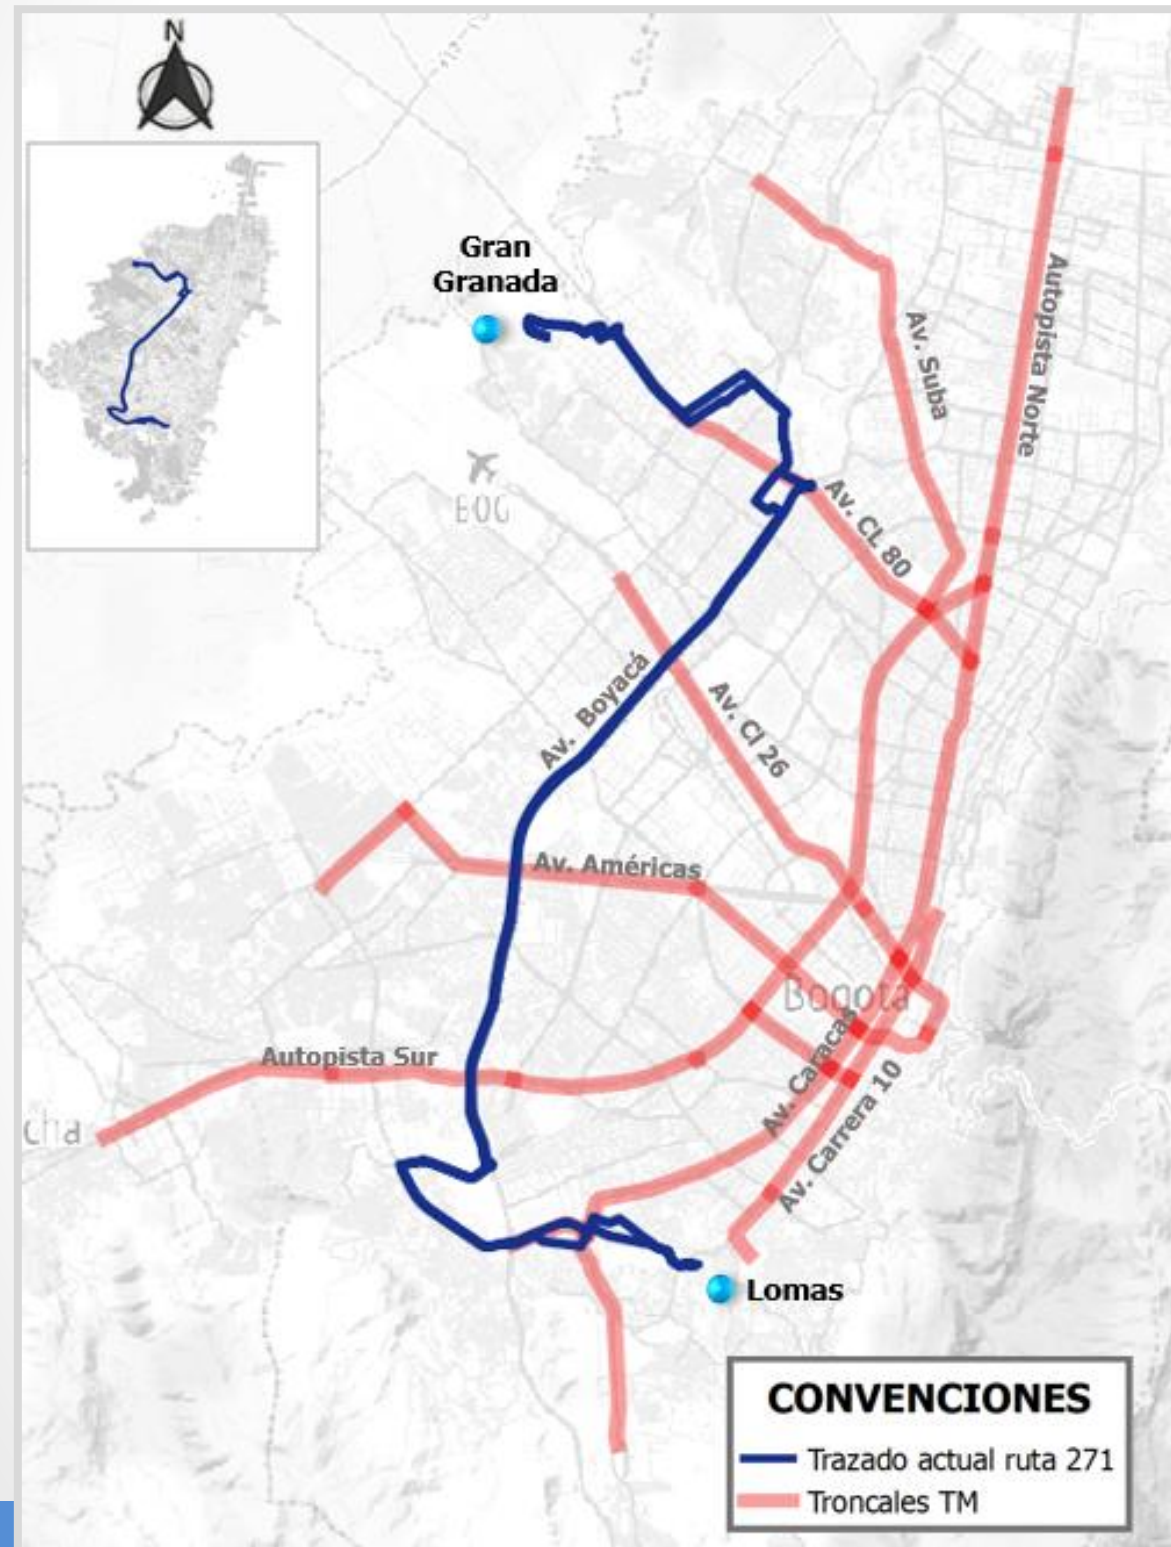 N
Gran
Granada
Autopista Norte
Av. Suba
BOG
Av. CL 80
Av. Boyacá
Av. Cl 26
Av. Américas
Bogotá
Autopista Sur
Av. Caracas
cha
Av. Carrera 10
Lomas
CONVENCIONES
Trazado actual ruta 271
Troncales TM